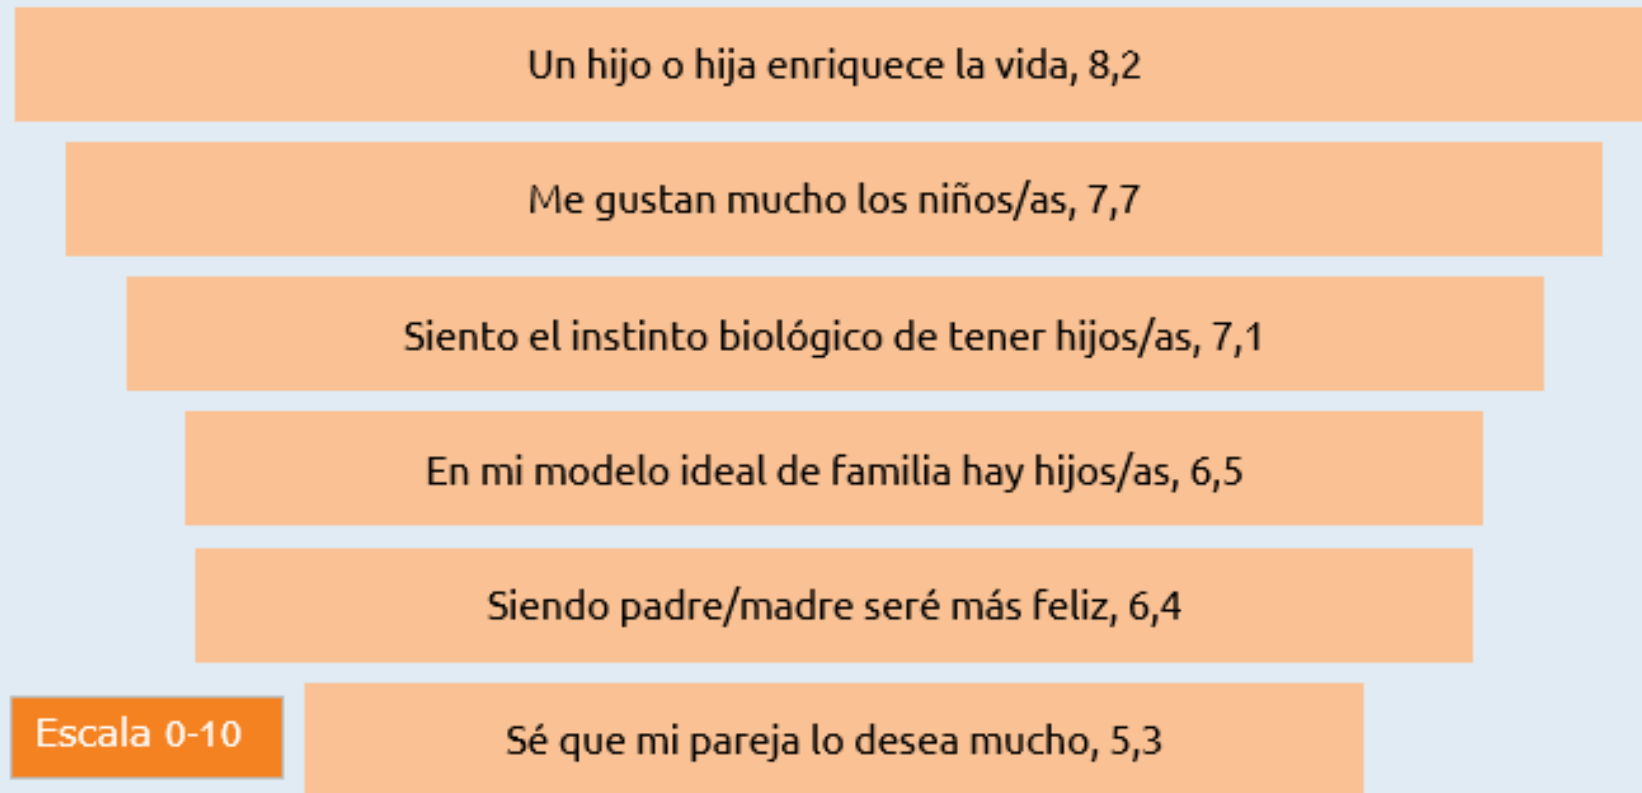 Un hijo o hija enriquece la vida, 8,2
Me gustan mucho los niños/as, 7,7
Siento el instinto biológico de tener hijos/as, 7,1
En mi modelo ideal de familia hay hijos/as, 6,5
Siendo padre/madre seré más feliz, 6,4
Escala 0-10
Sé que mi pareja lo desea mucho, 5,3